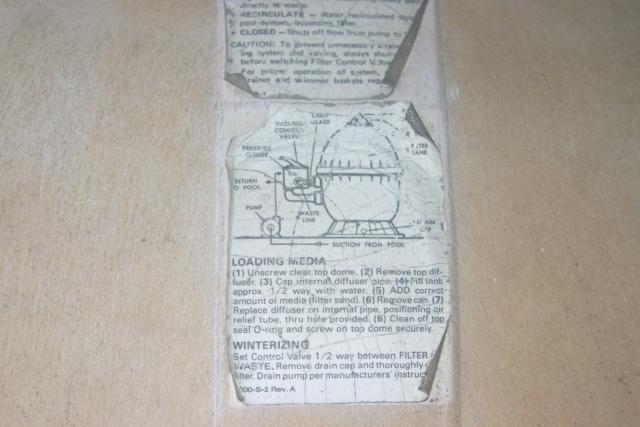 directly to waste.
• RECIRCULATE — Water recirculated
pool system, bypassing filter.
• CLOSED — Shuts off flow from pump to
CAUTION: To prevent unnecessary
ing system and valving, always
before switching Filter Control
For proper operation of system,
and skimmer baskets
GLASS
CONTROL
VALVE
FILTER
TANK
RETURN
O POOL
PUMP
WASTE
LINE
SUCTION FROM POOL
LOADING MEDIA
(1) Unscrew clear top dome. (2) Remove top dif-
fuser. (3) Cap internal diffuser pipe. (4) Fill tank
approx. 1/2 way with water. (5) ADD correct
amount of media (filter sand). (6) Remove cap. (7)
Replace diffuser on internal pipe, positioning air
relief tube, thru hole provided. (8) Clean off top
seal O-ring and screw on top dome securely.
WINTERIZING
Set Control Valve 1/2 way between FILTER
WASTE. Remove drain cap and thoroughly
filter. Drain pump per manufacturers' instruc
300-S-2 Rev. A